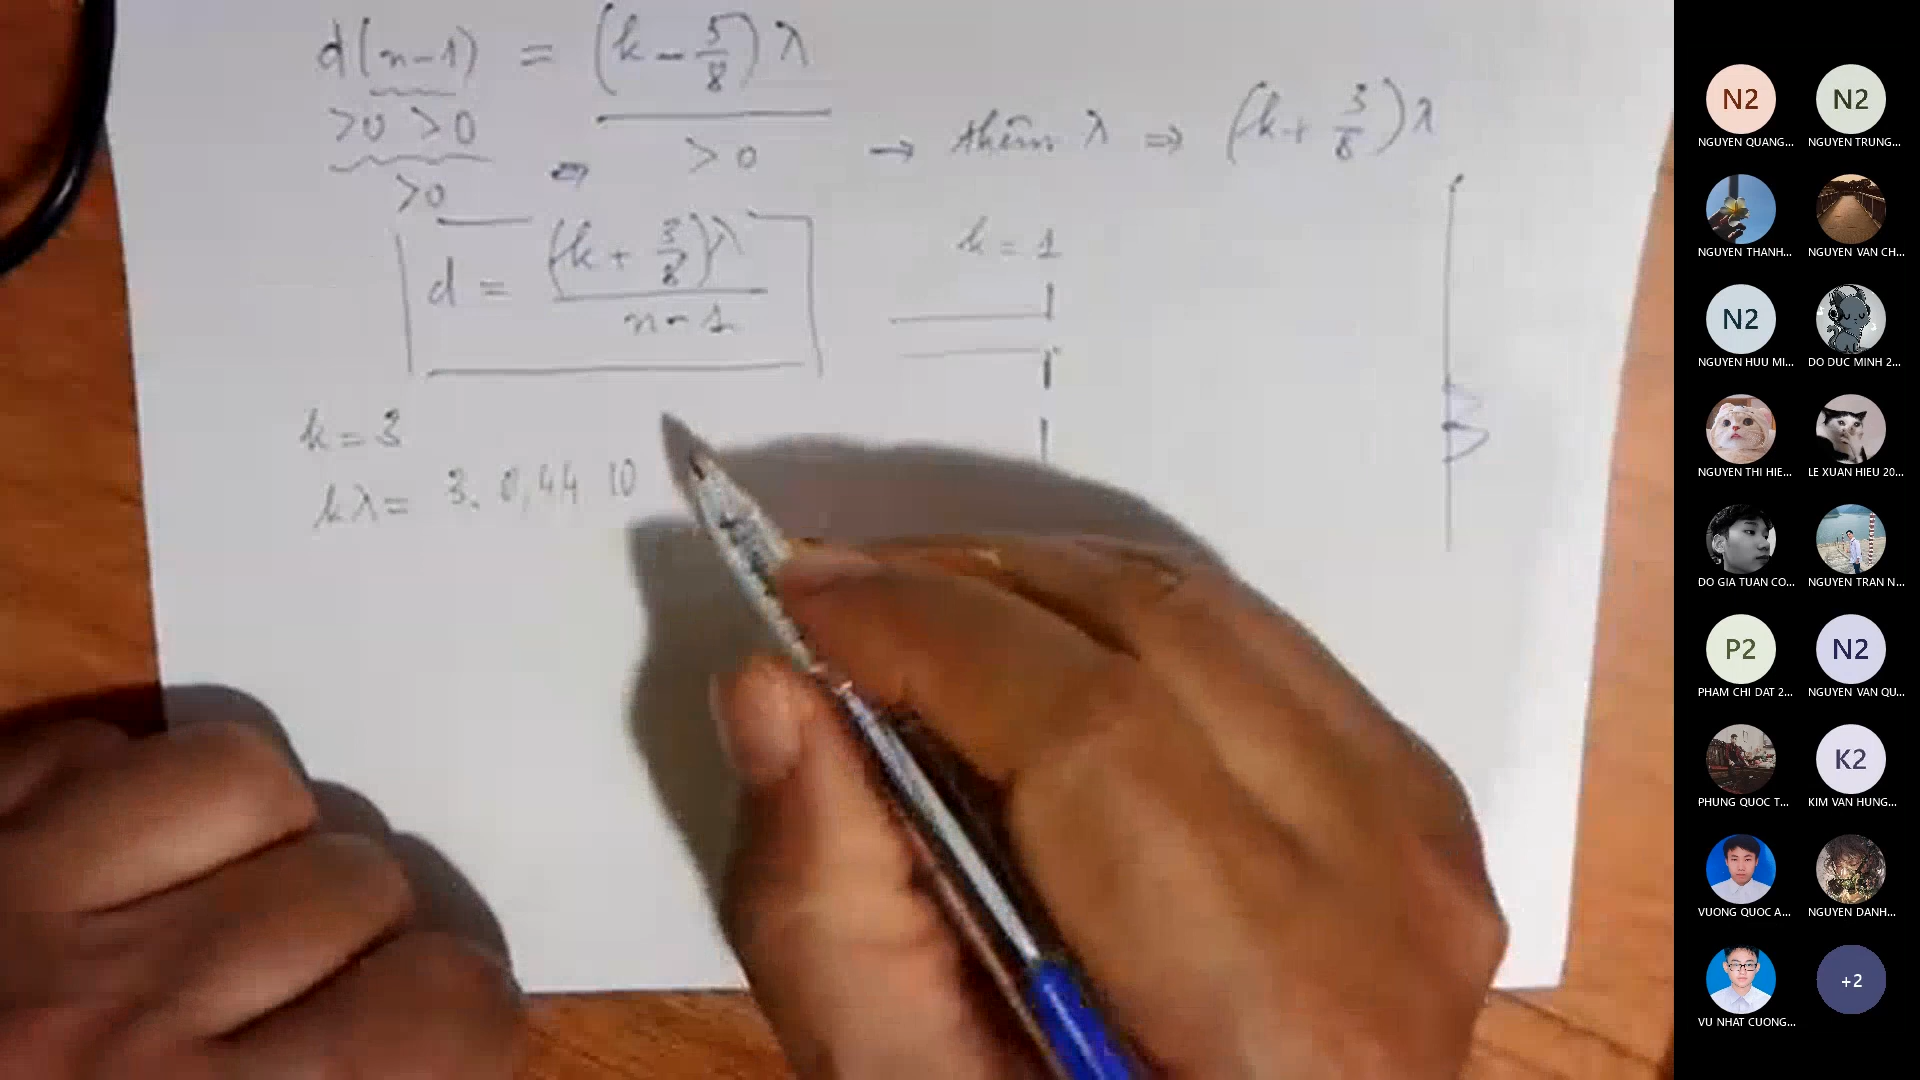 d(n-1) = (k - 5/8) λ
>0 >0
>0
> 0 → thêm λ ⇒ (k + 3/8) λ
d = (k + 3/8) λ / n - 1
k = 1
k = 3
kλ = 3. 0,44 10
N2
NGUYEN QUANG...
N2
NGUYEN TRUNG...
NGUYEN THANH...
NGUYEN VAN CH...
N2
NGUYEN HUU MI...
DO DUC MINH 2...
NGUYEN THI HIE...
LE XUAN HIEU 20...
DO GIA TUAN CO...
NGUYEN TRAN N...
P2
PHAM CHI DAT 2...
N2
NGUYEN VAN QU...
PHUNG QUOC T...
K2
KIM VAN HUNG...
VUONG QUOC A...
NGUYEN DANH...
VU NHAT CUONG...
+2